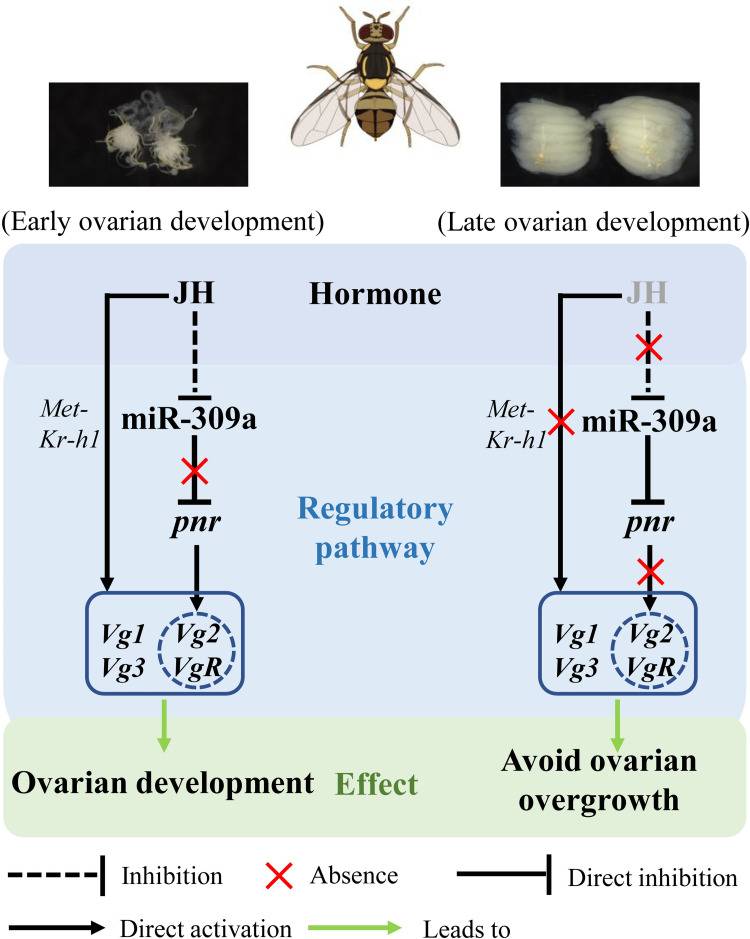 (Early ovarian development)
(Late ovarian development)
JH
Hormone
JH
Met-
Kr-h1
miR-309a
Met-
Kr-h1
miR-309a
pnr
Regulatory
pathway
pnr
Vg1
Vg2
Vg3
VgR
Vg1
Vg2
Vg3
VgR
Ovarian development
Effect
Avoid ovarian
overgrowth
Inhibition
Absence
Direct inhibition
Direct activation
Leads to